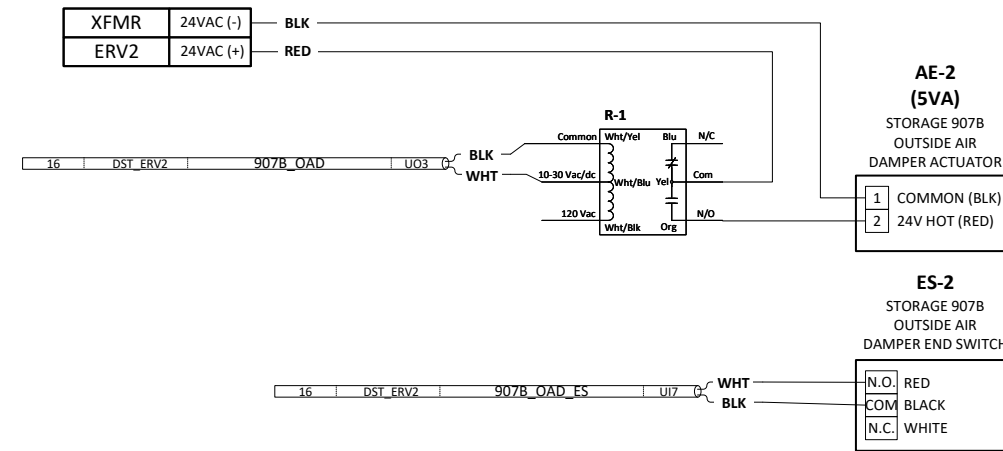 XFMR 24VAC (-) BLK
ERV2 24VAC (+) RED
AE-2
(5VA)
STORAGE 907B
OUTSIDE AIR
DAMPER ACTUATOR
1 COMMON (BLK)
2 24V HOT (RED)
R-1
Common Wht/Yel Blu N/C
10-30 Vac/dc Wht/Blu Yel Com
120 Vac Wht/Blk Org N/O
16 DST_ERV2 907B_OAD UO3
BLK
WHT
ES-2
STORAGE 907B
OUTSIDE AIR
DAMPER END SWITCH
N.O. RED
COM BLACK
N.C. WHITE
16 DST_ERV2 907B_OAD_ES UI7
WHT
BLK